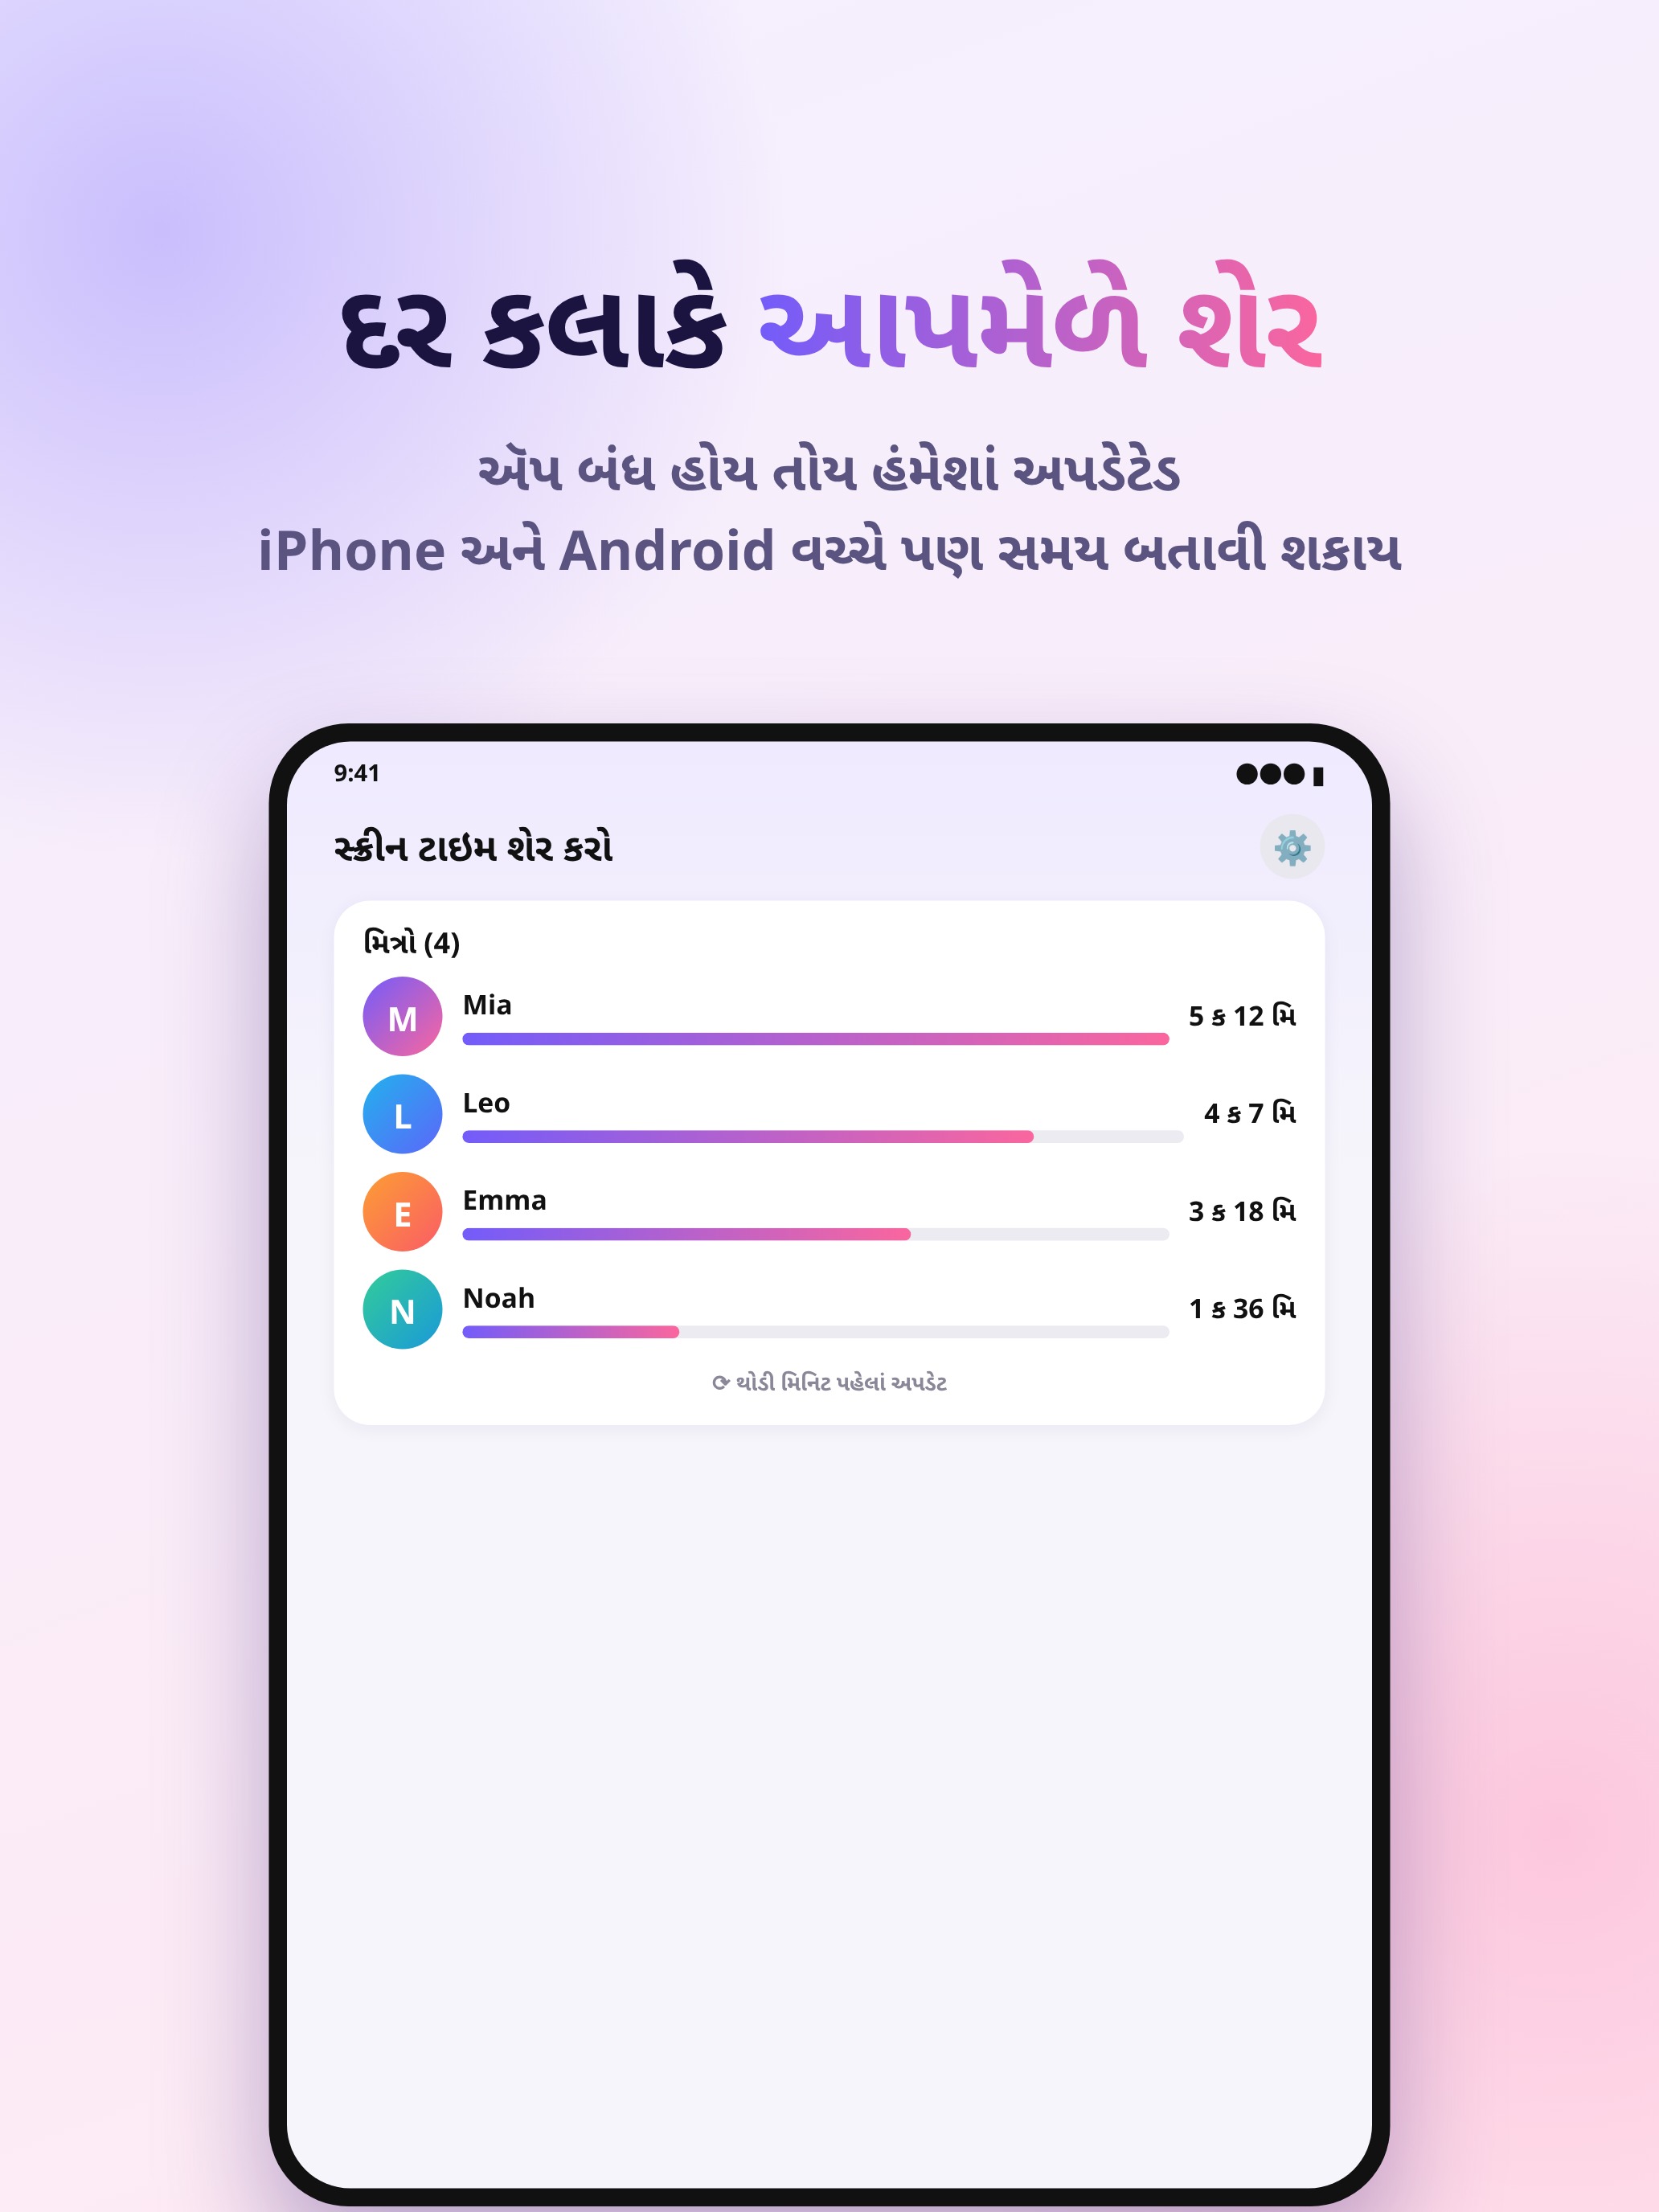 દર કલાકે આપમેળે શેર
ઍપ બંધ હોય તોય હંમેશાં અપડેટેડ
iPhone અને Android વચ્ચે પણ સમય બતાવી શકાય
9:41
સ્ક્રીન ટાઇમ શેર કરો
મિત્રો (4)
M
Mia
5 ક 12 મિ
L
Leo
4 ક 7 મિ
E
Emma
3 ક 18 મિ
N
Noah
1 ક 36 મિ
⟳ થોડી મિનિટ પહેલાં અપડેટ